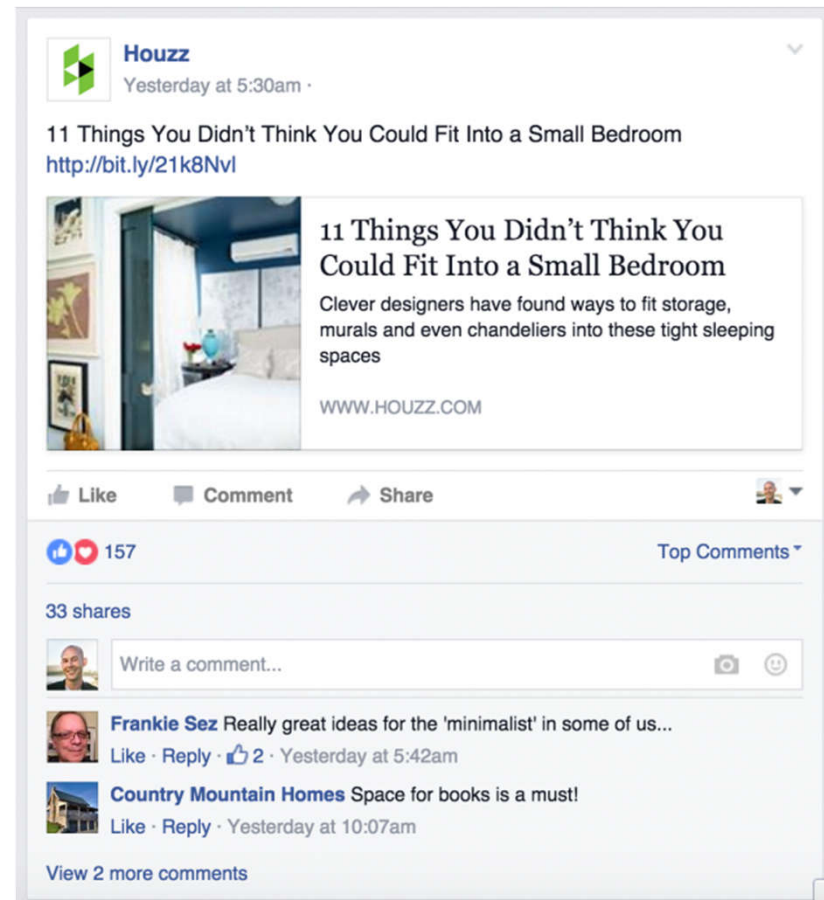 Houzz
Yesterday at 5:30am ·
11 Things You Didn't Think You Could Fit Into a Small Bedroom
http://bit.ly/21k8Nvl
11 Things You Didn't Think You
Could Fit Into a Small Bedroom
Clever designers have found ways to fit storage,
murals and even chandeliers into these tight sleeping
spaces
WWW.HOUZZ.COM
Like Comment Share
157 Top Comments
33 shares
Write a comment...
Frankie Sez Really great ideas for the 'minimalist' in some of us...
Like · Reply · 2 · Yesterday at 5:42am
Country Mountain Homes Space for books is a must!
Like · Reply · Yesterday at 10:07am
View 2 more comments